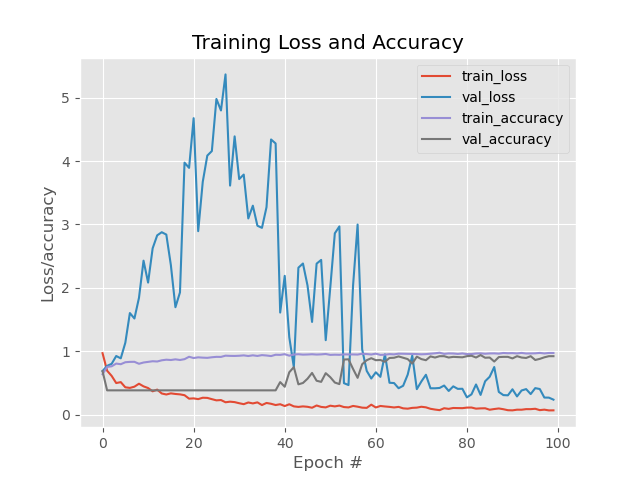 Training Loss and Accuracy
train_loss
val_loss
train_accuracy
val_accuracy
Loss/accuracy
5
4
3
2
1
0
0 20 40 60 80 100
Epoch #